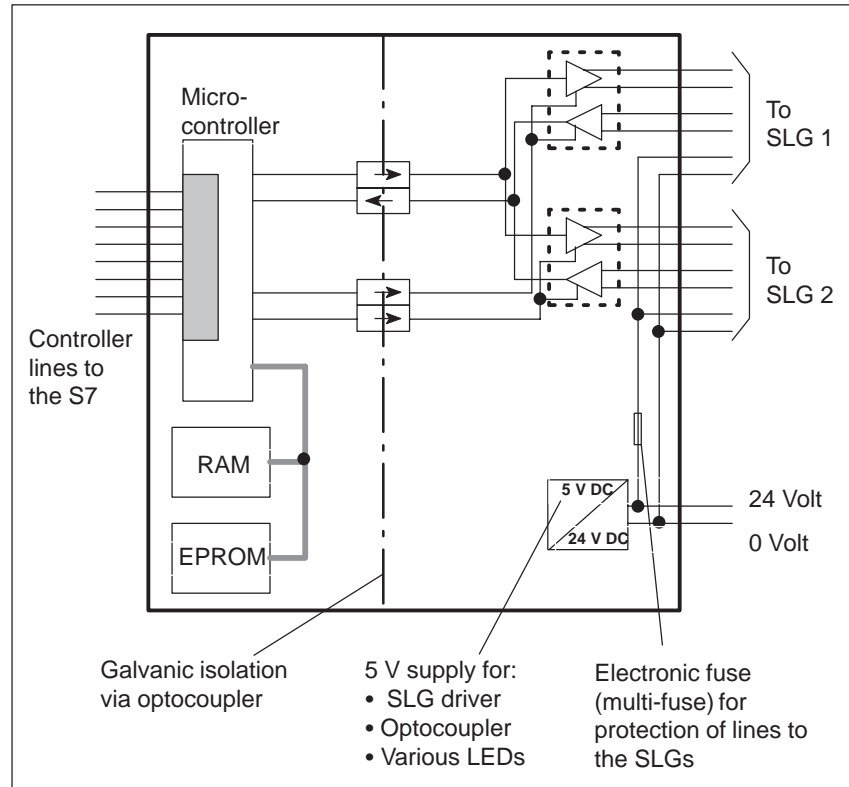 Micro-
controller
To
SLG 1
To
SLG 2
Controller
lines to
the S7
RAM
EPROM
5 V DC
24 V DC
24 Volt
0 Volt
Galvanic isolation
via optocoupler
5 V supply for:
• SLG driver
• Optocoupler
• Various LEDs
Electronic fuse
(multi-fuse) for
protection of lines to
the SLGs